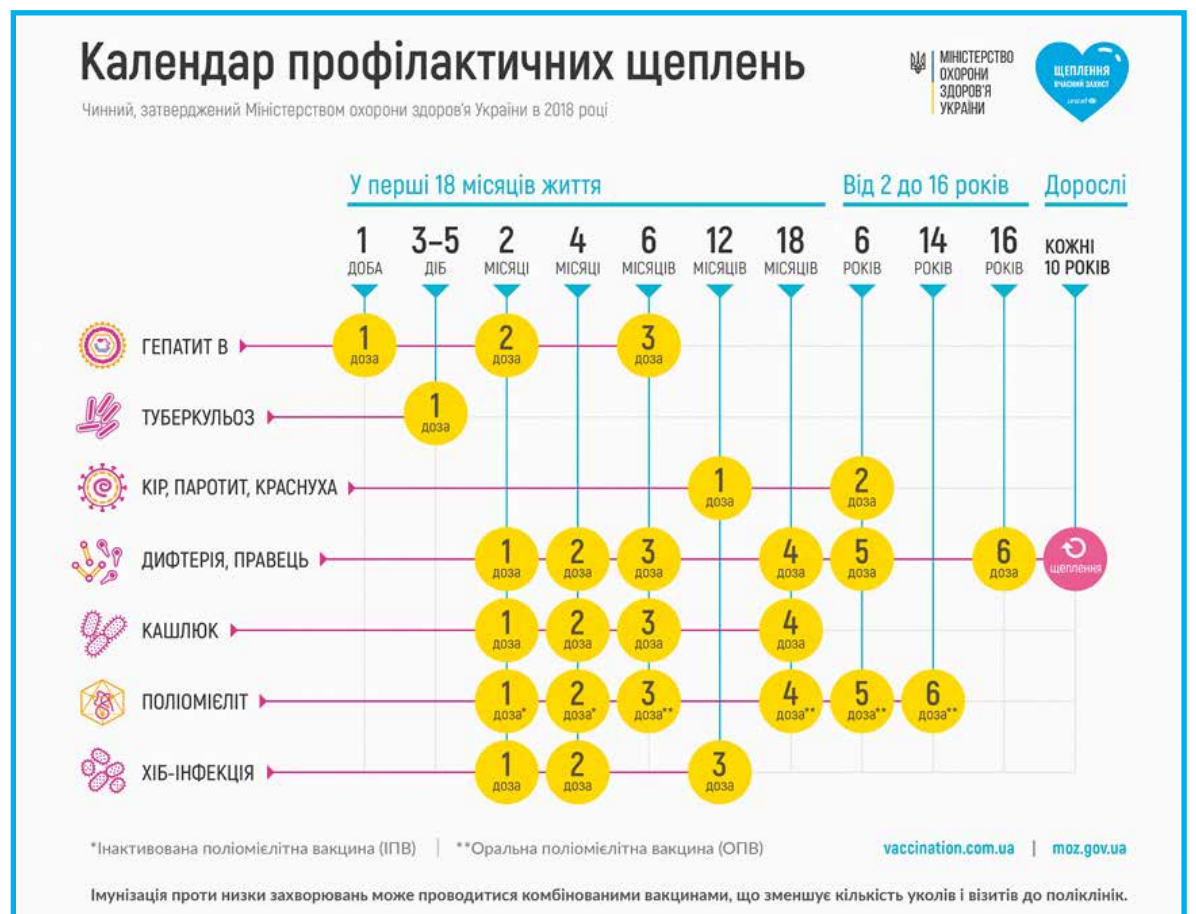 Календар профілактичних щеплень
Чинний, затверджений Міністерством охорони здоров'я України в 2018 році
МІНІСТЕРСТВО
ОХОРОНИ
ЗДОРОВ'Я
УКРАЇНИ
ЩЕПЛЕННЯ
ВЧАСНИЙ ЗАХИСТ
unicef
У перші 18 місяців життя
Від 2 до 16 років
Дорослі
1 3–5 2 4 6 12 18 6 14 16 КОЖНІ
ДОБА ДІБ МІСЯЦІ МІСЯЦІ МІСЯЦІВ МІСЯЦІВ МІСЯЦІВ РОКІВ РОКІВ РОКІВ 10 РОКІВ
ГЕПАТИТ В 1 2 3
доза доза доза
ТУБЕРКУЛЬОЗ 1
доза
КІР, ПАРОТИТ, КРАСНУХА 1 2
доза доза
ДИФТЕРІЯ, ПРАВЕЦЬ 1 2 3 4 5 6
доза доза доза доза доза доза щеплення
КАШЛЮК 1 2 3 4
доза доза доза доза
ПОЛІОМІЄЛІТ 1 2 3 4 5 6
доза* доза* доза** доза** доза** доза**
ХІБ-ІНФЕКЦІЯ 1 2 3
доза доза доза
*Інактивована поліомієлітна вакцина (ІПВ) | **Оральна поліомієлітна вакцина (ОПВ)
vaccination.com.ua | moz.gov.ua
Імунізація проти низки захворювань може проводитися комбінованими вакцинами, що зменшує кількість уколів і візитів до поліклінік.